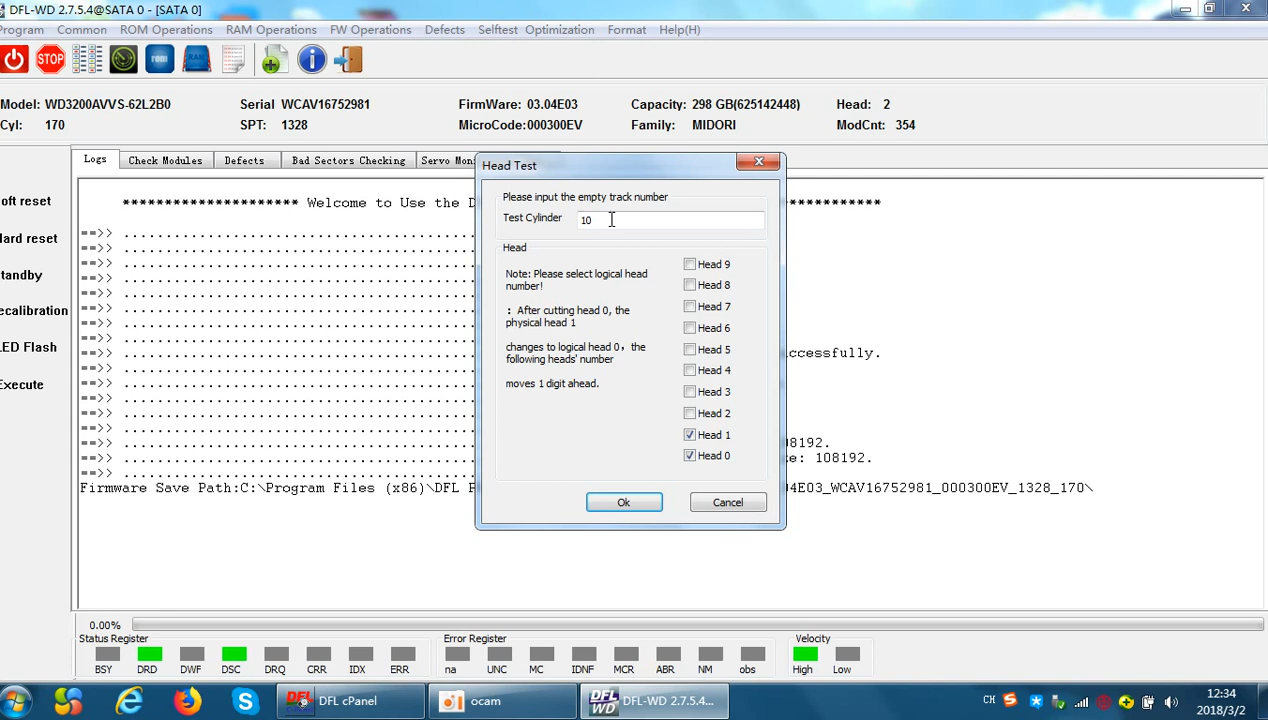 DFL-WD 2.7.5.4@SATA 0 - [SATA 0]
Program Common ROM Operations RAM Operations FW Operations Defects Selftest Optimization Format Help(H)
STOP rom RAM
Model: WD3200AVVS-62L2B0 Serial WCAV16752981 FirmWare: 03.04E03 Capacity: 298 GB(625142448) Head: 2
Cyl: 170 SPT: 1328 MicroCode:000300EV Family: MIDORI ModCnt: 354
Logs Check Modules Defects Bad Sectors Checking Servo Mon
oft reset
ard reset
tandby
ecalibration
ED Flash
xecute
******************** Welcome to Use the D
***********
==>>
==>>
==>>
==>>
==>>
==>>
==>>
==>>
==>> ccessfully.
==>>
==>>
==>>
==>>
==>>
==>> 08192.
==>> e: 108192.
==>>
Firmware Save Path:C:\Program Files (x86)\DFL P 4E03_WCAV16752981_000300EV_1328_170\
Head Test
Please input the empty track number
Test Cylinder 10
Head
Note: Please select logical head
number!
: After cutting head 0, the
physical head 1
changes to logical head 0, the
following heads' number
moves 1 digit ahead.
Head 9
Head 8
Head 7
Head 6
Head 5
Head 4
Head 3
Head 2
Head 1
Head 0
Ok Cancel
0.00%
Status Register Error Register Velocity
BSY DRD DWF DSC DRQ CRR IDX ERR na UNC MC IDNF MCR ABR NM obs High Low
DFL cPanel ocam DFL WD DFL-WD 2.7.5.4... CH 12:34
2018/3/2